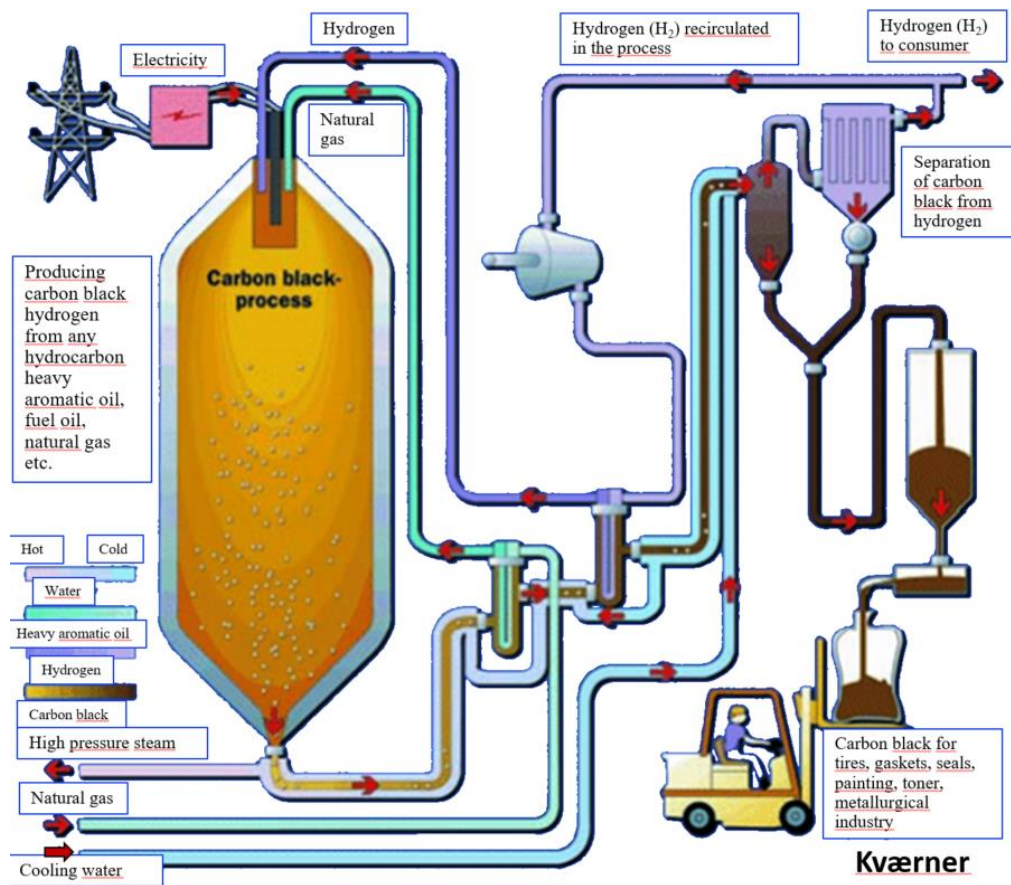 Hydrogen
Hydrogen (H₂) recirculated
in the process
Hydrogen (H₂)
to consumer
Electricity
Natural
gas
Separation
of carbon
black from
hydrogen
Carbon black-
process
Producing
carbon black
hydrogen
from any
hydrocarbon
heavy
aromatic oil,
fuel oil,
natural gas
etc.
Hot
Cold
Water
Heavy aromatic oil
Hydrogen
Carbon black
High pressure steam
Natural gas
Cooling water
Carbon black for
tires, gaskets, seals,
painting, toner,
metallurgical
industry
Kværner